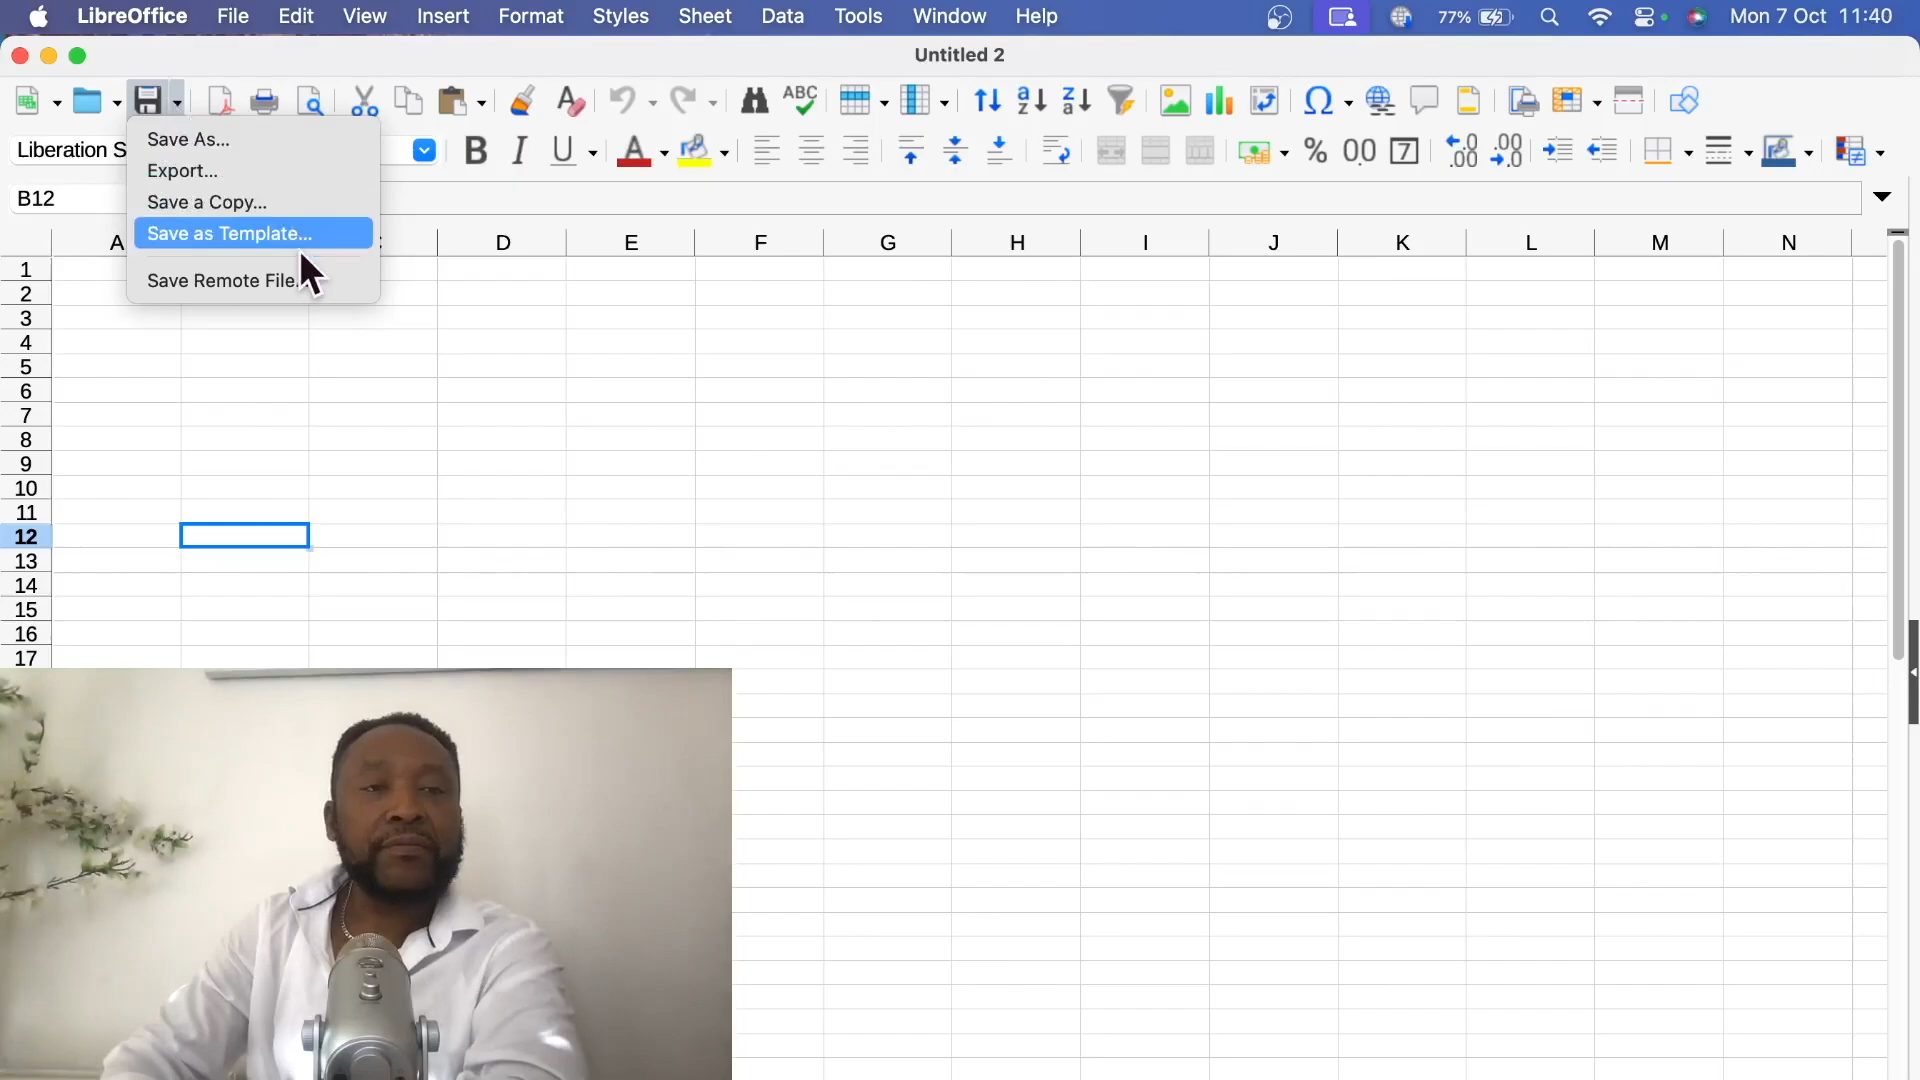 LibreOffice File Edit View Insert Format Styles Sheet Data Tools Window Help 77% Mon 7 Oct 11:40
Untitled 2
ABC
Save As...
Liberation S
Export...
B12
Save a Copy...
Save as Template...
Save Remote File
A D E F G H I J K L M N
1
2
3
4
5
6
7
8
9
10
11
12
13
14
15
16
17